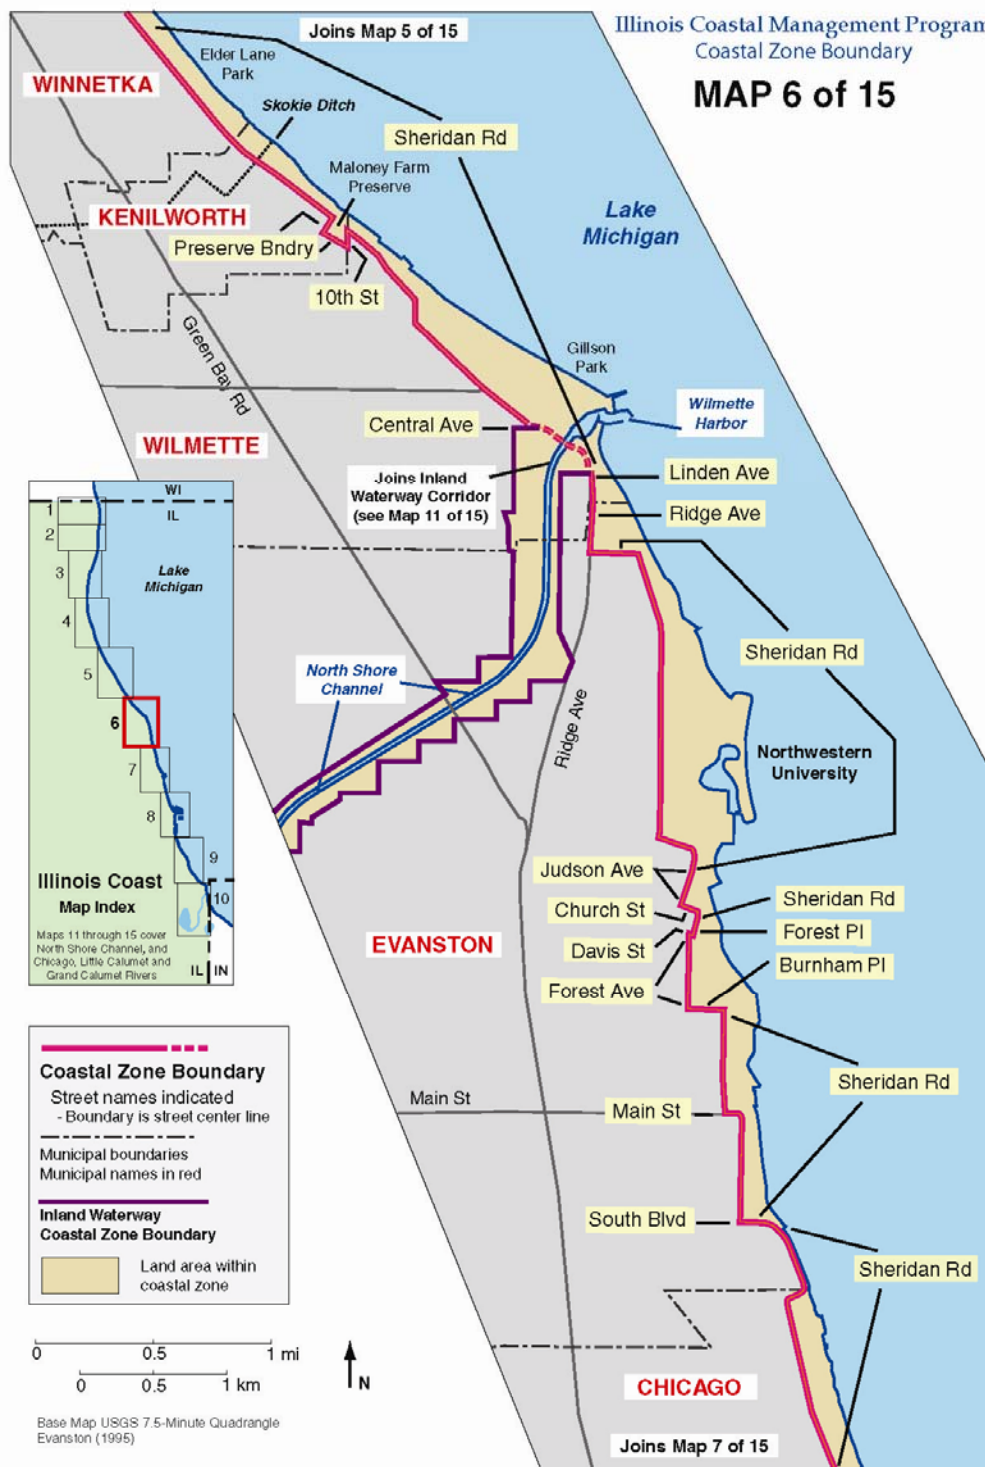 Illinois Coastal Management Program
Coastal Zone Boundary
MAP 6 of 15
Joins Map 5 of 15
Elder Lane
Park
WINNETKA
Skokie Ditch
Sheridan Rd
Maloney Farm
Preserve
KENILWORTH
Lake
Michigan
Preserve Bndry
10th St
Green Bay Rd
Gillson
Park
Wilmette
Harbor
Central Ave
WILMETTE
Joins Inland
Waterway Corridor
(see Map 11 of 15)
Linden Ave
Ridge Ave
WI
IL
1
2
3
4
5
6
7
8
9
10
Lake
Michigan
Illinois Coast
Map Index
Maps 11 through 15 cover
North Shore Channel, and
Chicago, Little Calumet and
Grand Calumet Rivers
IL
IN
Sheridan Rd
North Shore
Channel
Ridge Ave
Northwestern
University
Judson Ave
Church St
Sheridan Rd
Davis St
Forest Pl
EVANSTON
Burnham Pl
Forest Ave
Sheridan Rd
Main St
Main St
South Blvd
Sheridan Rd
Coastal Zone Boundary
Street names indicated
- Boundary is street center line
Municipal boundaries
Municipal names in red
Inland Waterway
Coastal Zone Boundary
Land area within
coastal zone
0 0.5 1 mi
0 0.5 1 km
N
CHICAGO
Base Map USGS 7.5-Minute Quadrangle
Evanston (1995)
Joins Map 7 of 15